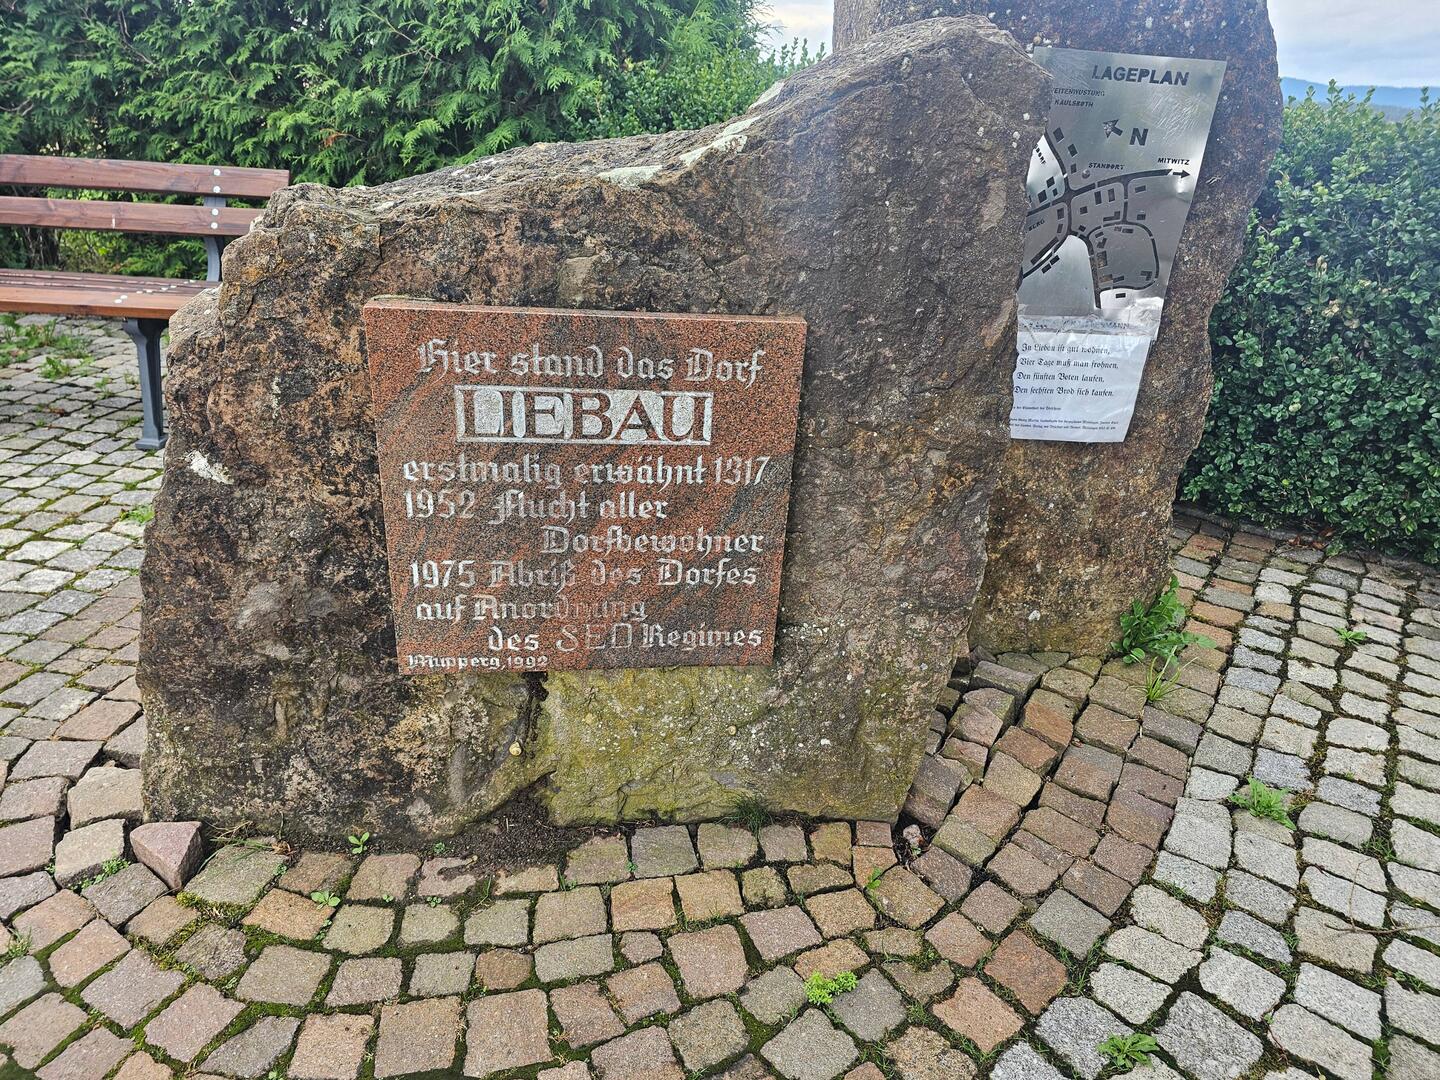 Hier stand das Dorf
LIEBAU
erstmalig erwähnt 1317
1952 Flucht aller
Dorfbewohner
1975 Abriß des Dorfes
auf Anordnung
des SED Regimes
Mupperg, 1992
LAGEPLAN
KAULSROTH
N
STANDORT
MITWITZ
In Liebau ist gut wohnen,
Vier Tage muß man frohnen,
Den fünften Boten laufen,
Den sechsten Brod sich kaufen.